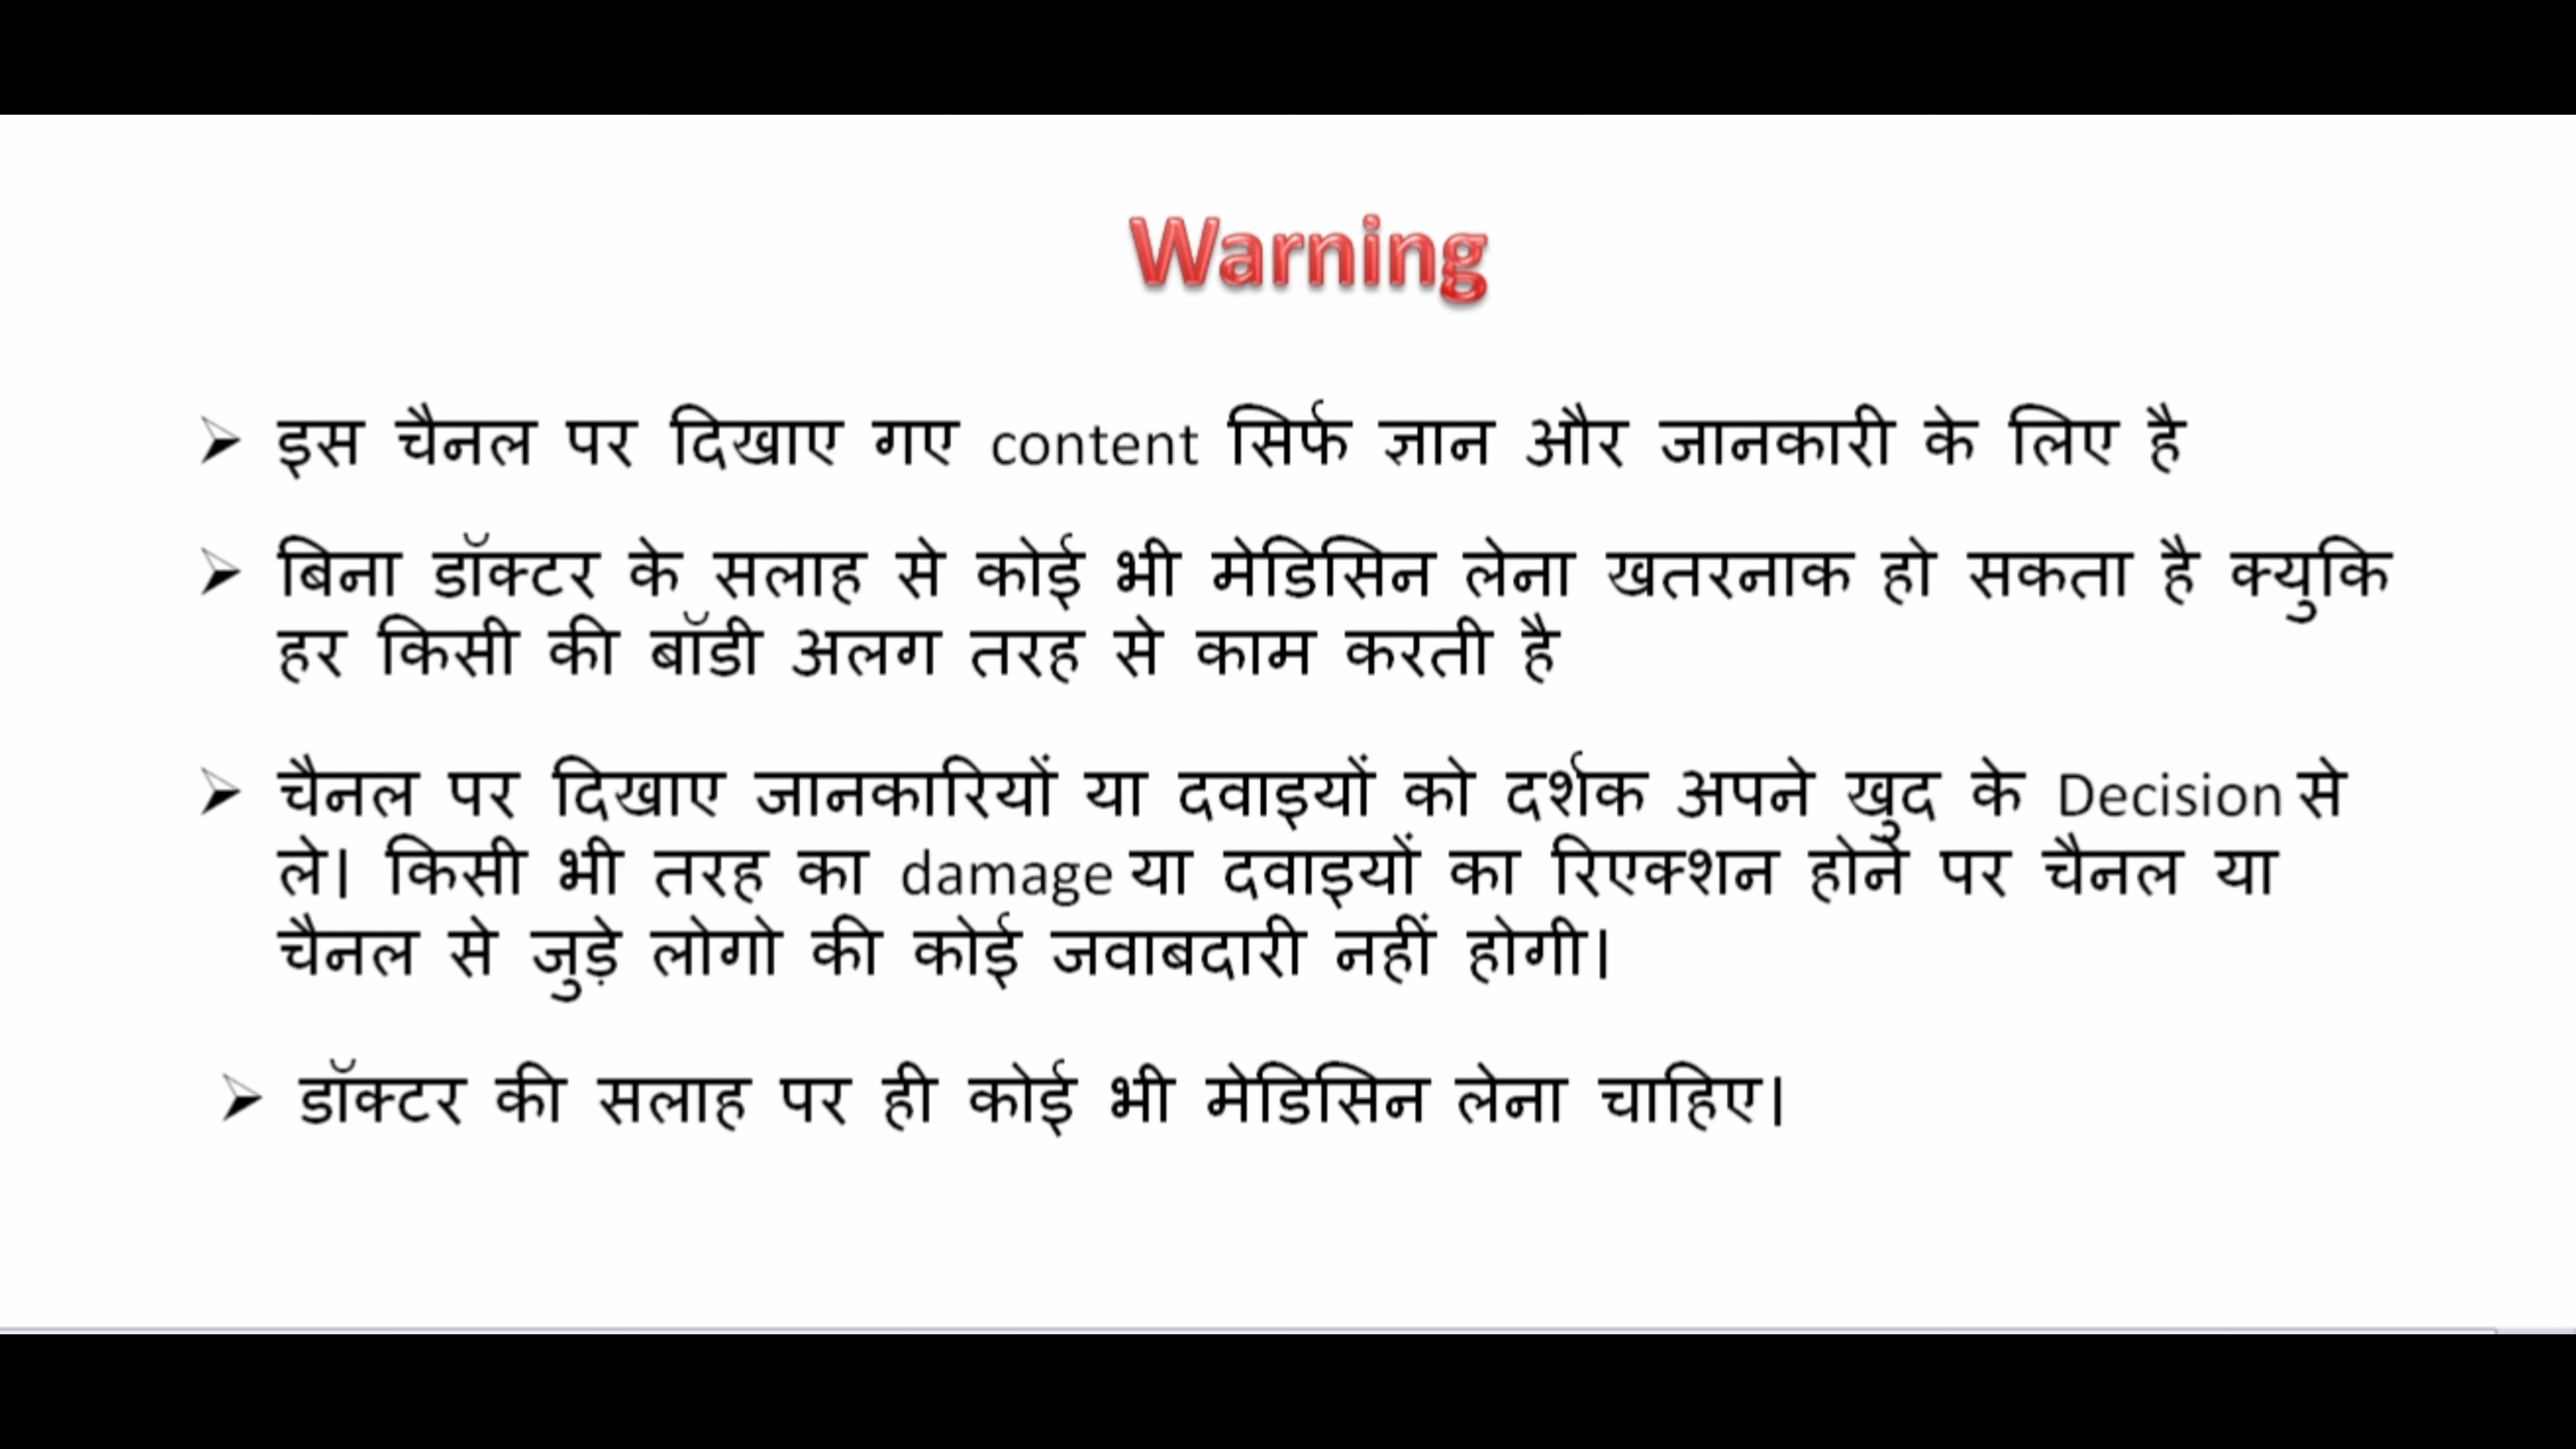 Warning
➢ इस चैनल पर दिखाए गए content सिर्फ ज्ञान और जानकारी के लिए है
➢ बिना डॉक्टर के सलाह से कोई भी मेडिसिन लेना खतरनाक हो सकता है क्युकि
हर किसी की बॉडी अलग तरह से काम करती है
➢ चैनल पर दिखाए जानकारियों या दवाइयों को दर्शक अपने खुद के Decision से
ले। किसी भी तरह का damage या दवाइयों का रिएक्शन होने पर चैनल या
चैनल से जुड़े लोगो की कोई जवाबदारी नहीं होगी।
➢ डॉक्टर की सलाह पर ही कोई भी मेडिसिन लेना चाहिए।